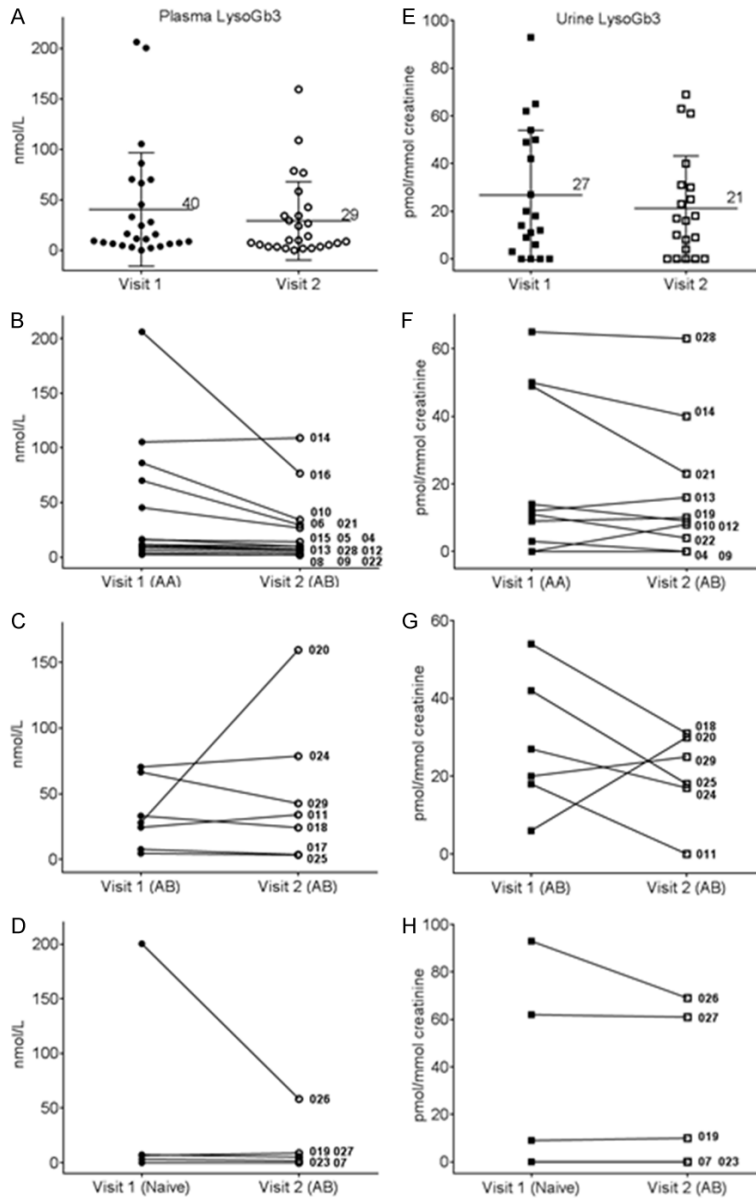 A
Plasma LysoGb3
nmol/L
200
150
100
50
0
40
29
Visit 1
Visit 2
B
nmol/L
200
150
100
50
0
014
016
010
06 021
015 05 04
013 028 012
08 09 022
Visit 1 (AA)
Visit 2 (AB)
C
nmol/L
150
100
50
0
020
024
029
011
018
017
025
Visit 1 (AB)
Visit 2 (AB)
D
nmol/L
200
150
100
50
0
026
019 027
023 07
Visit 1 (Naive)
Visit 2 (AB)
E
Urine LysoGb3
pmol/mmol creatinine
100
80
60
40
20
0
27
21
Visit 1
Visit 2
F
pmol/mmol creatinine
60
40
20
0
028
014
021
013
019
010 012
022
04 09
Visit 1 (AA)
Visit 2 (AB)
G
pmol/mmol creatinine
60
40
20
0
018
020
029
025
024
011
Visit 1 (AB)
Visit 2 (AB)
H
pmol/mmol creatinine
100
80
60
40
20
0
026
027
019
07 023
Visit 1 (Naive)
Visit 2 (AB)